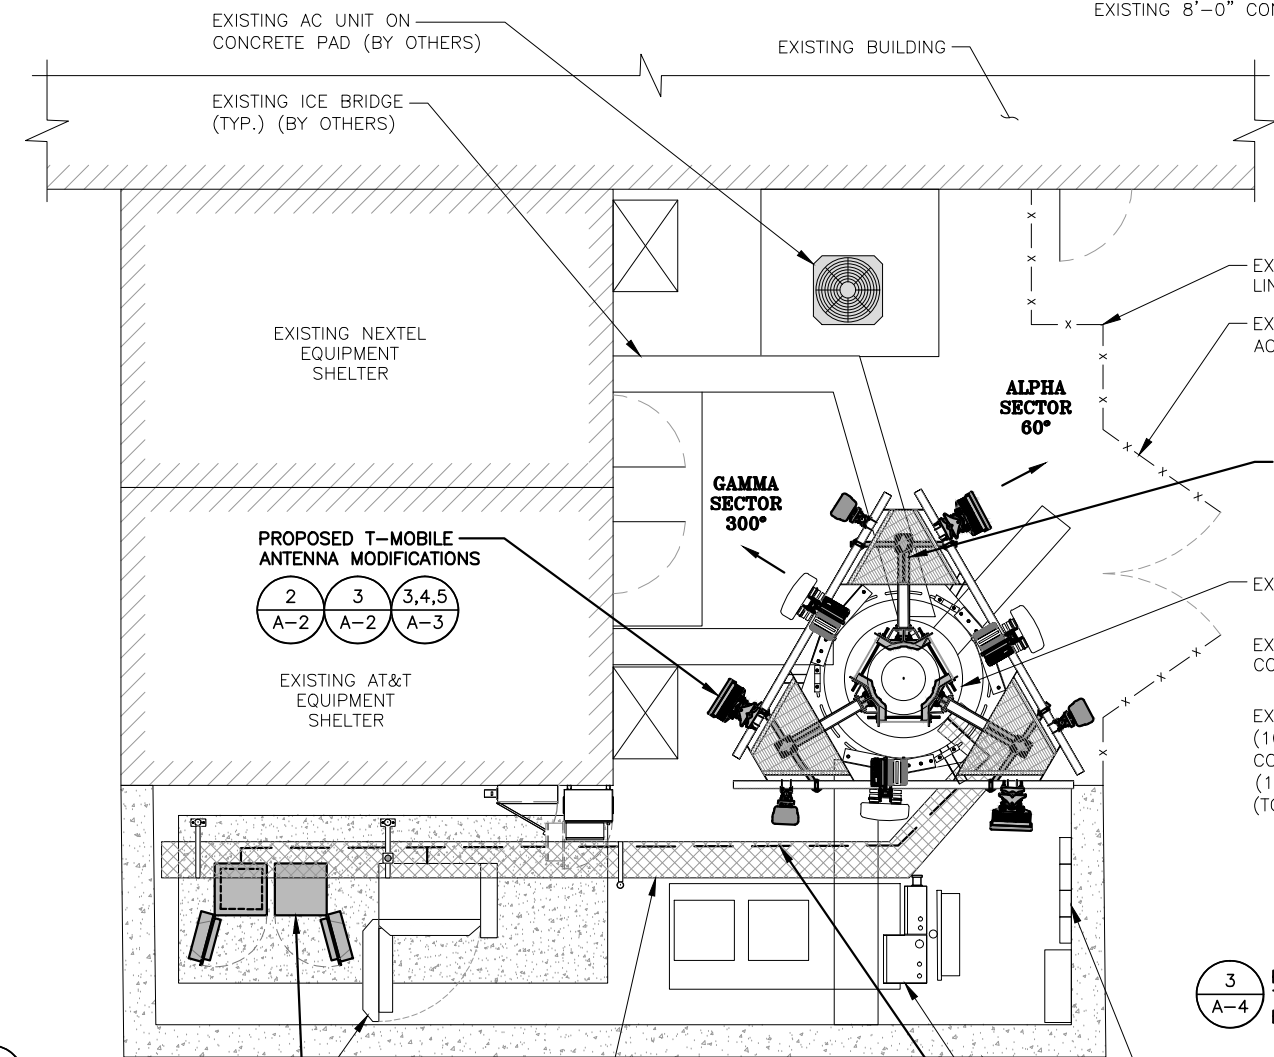 EXISTING AC UNIT ON
CONCRETE PAD (BY OTHERS)
EXISTING 8'-0"
EXISTING BUILDING
EXISTING ICE BRIDGE
(TYP.) (BY OTHERS)
EXISTING NEXTEL
EQUIPMENT
SHELTER
ALPHA
SECTOR
60°
GAMMA
SECTOR
300°
PROPOSED T-MOBILE
ANTENNA MODIFICATIONS
2
A-2
3
A-2
3,4,5
A-3
EXISTING AT&T
EQUIPMENT
SHELTER
3
A-4